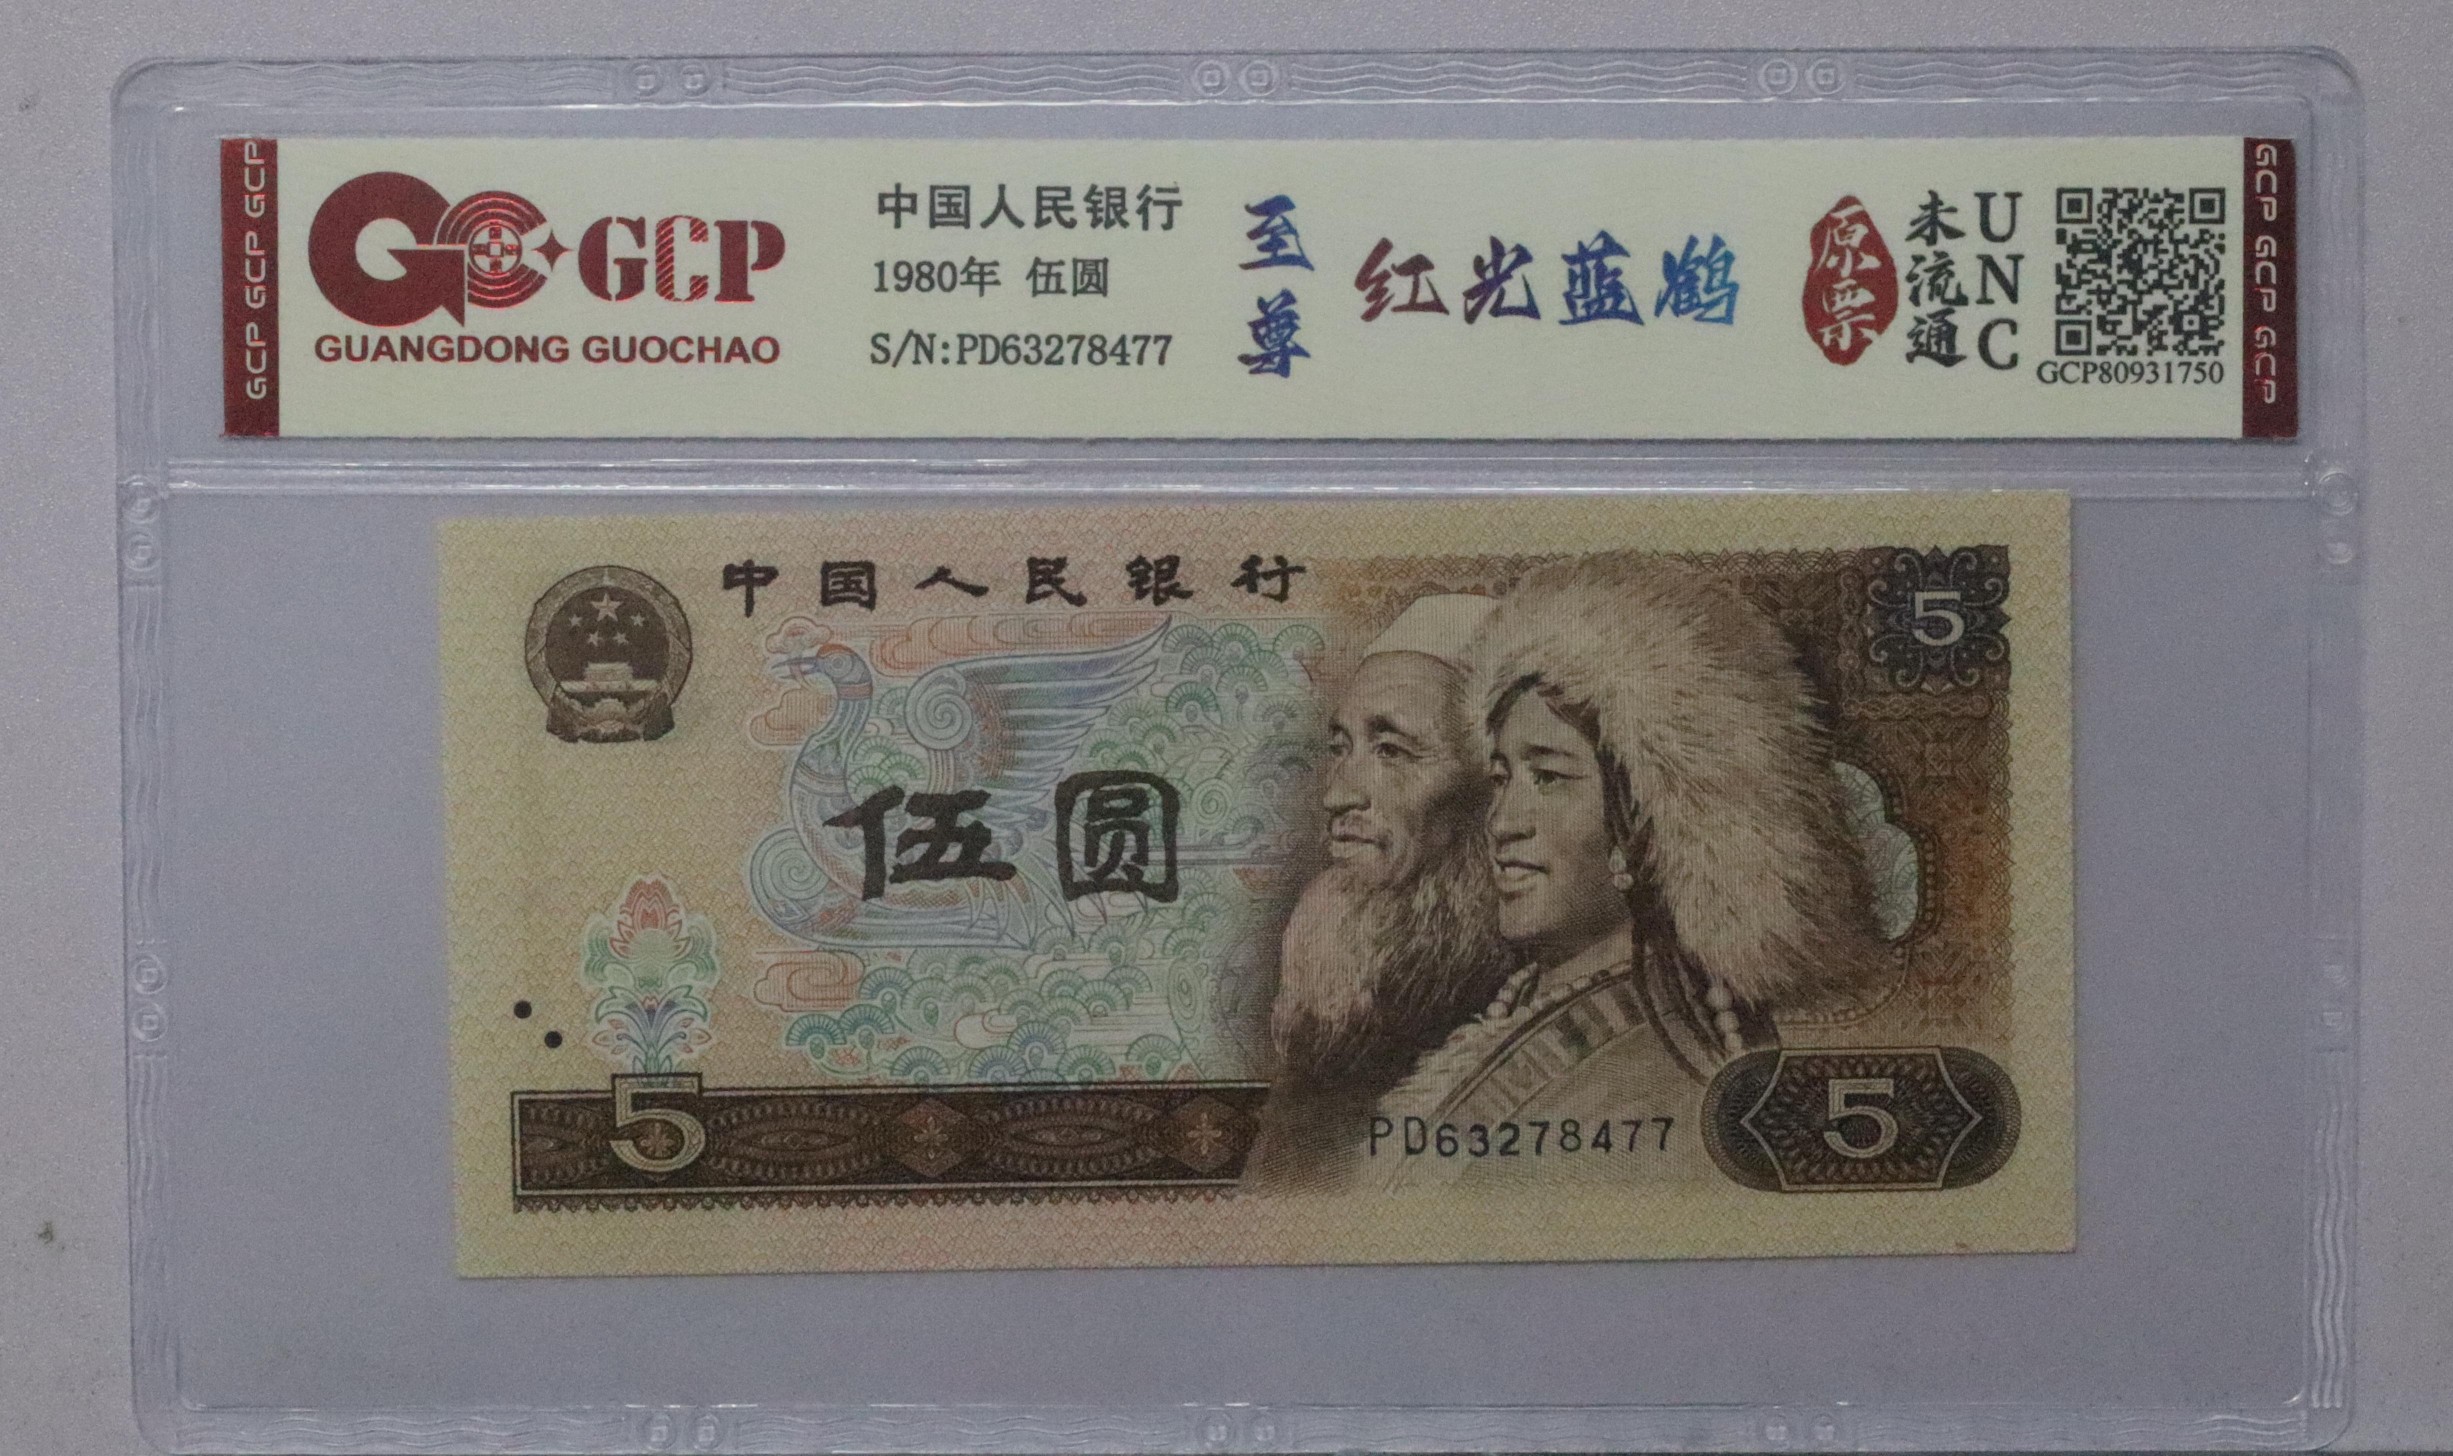 GCP GCP GCP
GCP
GUANGDONG GUOCHAO
中国人民银行
1980年 伍圆
S/N:PD63278477
至尊
红光蓝鹤
原票
未流通
UNC
GCP80931750
GCP GCP GCP
中国人民银行
5
伍圆
5
PD63278477
5